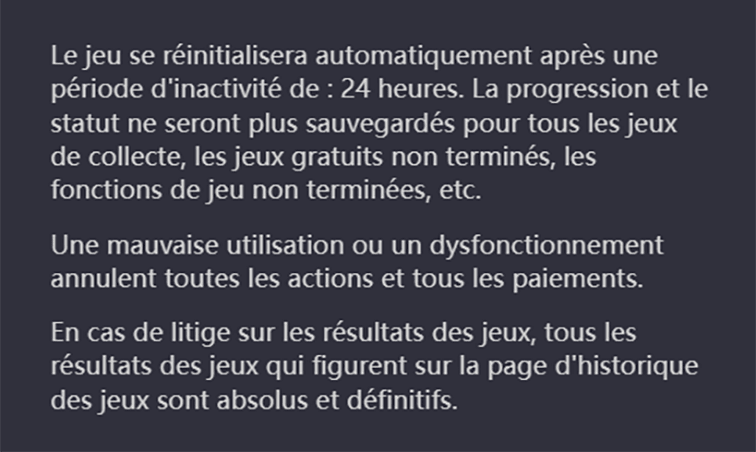 Le jeu se réinitialisera automatiquement après une
période d'inactivité de : 24 heures. La progression et le
statut ne seront plus sauvegardés pour tous les jeux
de collecte, les jeux gratuits non terminés, les
fonctions de jeu non terminées, etc.
Une mauvaise utilisation ou un dysfonctionnement
annulent toutes les actions et tous les paiements.
En cas de litige sur les résultats des jeux, tous les
résultats des jeux qui figurent sur la page d'historique
des jeux sont absolus et définitifs.